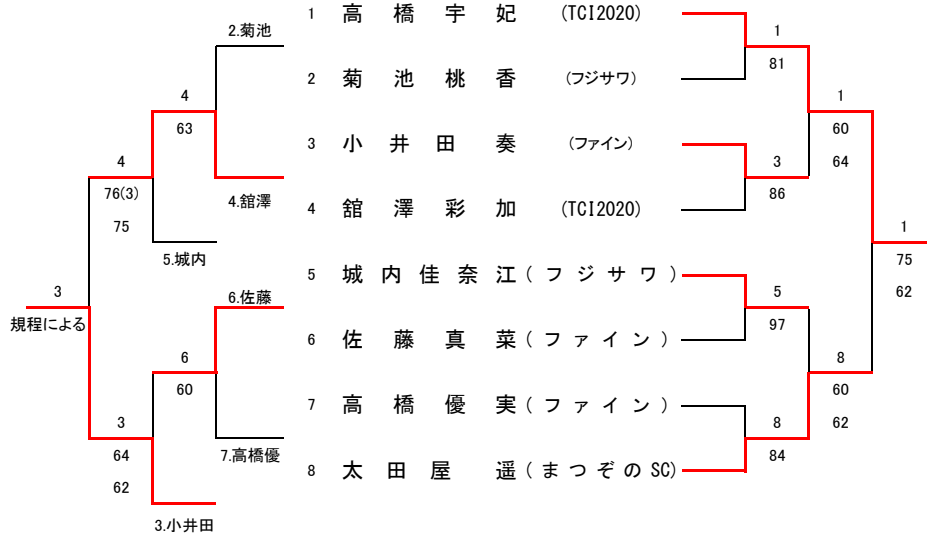 1 高橋宇妃 (TCI2020)
2 菊池桃香 (フジサワ)
3 小井田奏 (ファイン)
4 舘澤彩加 (TCI2020)
5 城内佳奈江 (フジサワ)
6 佐藤真菜 (ファイン)
7 高橋優実 (ファイン)
8 太田屋遥 (まつぞのSC)
1
81
3
86
5
97
8
84
1
60
64
8
60
62
1
75
62
2.菊池
4
63
4.舘澤
4
76(3)
75
5.城内
3
規程による
6.佐藤
6
60
7.高橋優
3
64
62
3.小井田